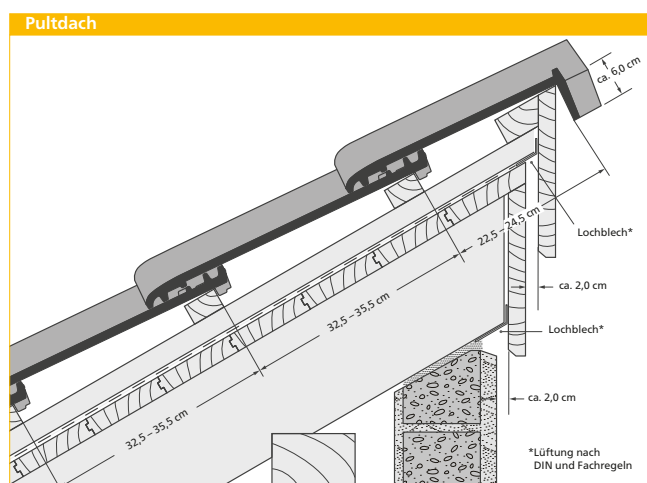 Pultdach
ca. 6,0 cm
22,5 – 24,5 cm
Lochblech*
ca. 2,0 cm
32,5 – 35,5 cm
Lochblech*
ca. 2,0 cm
32,5 – 35,5 cm
*Lüftung nach
DIN und Fachregeln